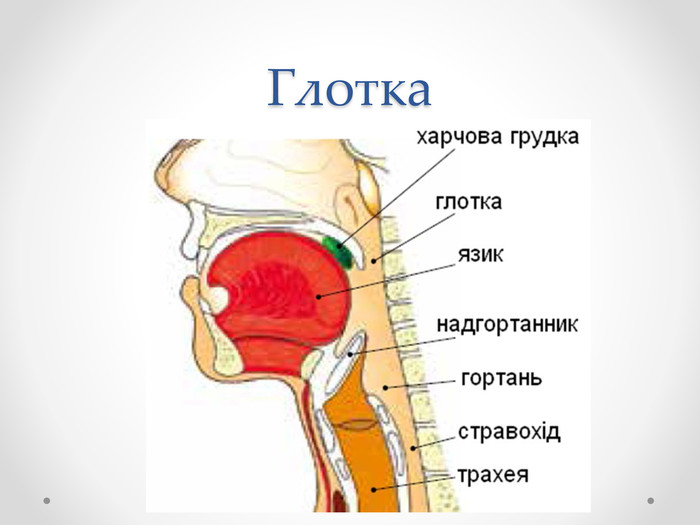 Глотка
харчова грудка
глотка
язик
надгортанник
гортань
стравохід
трахея